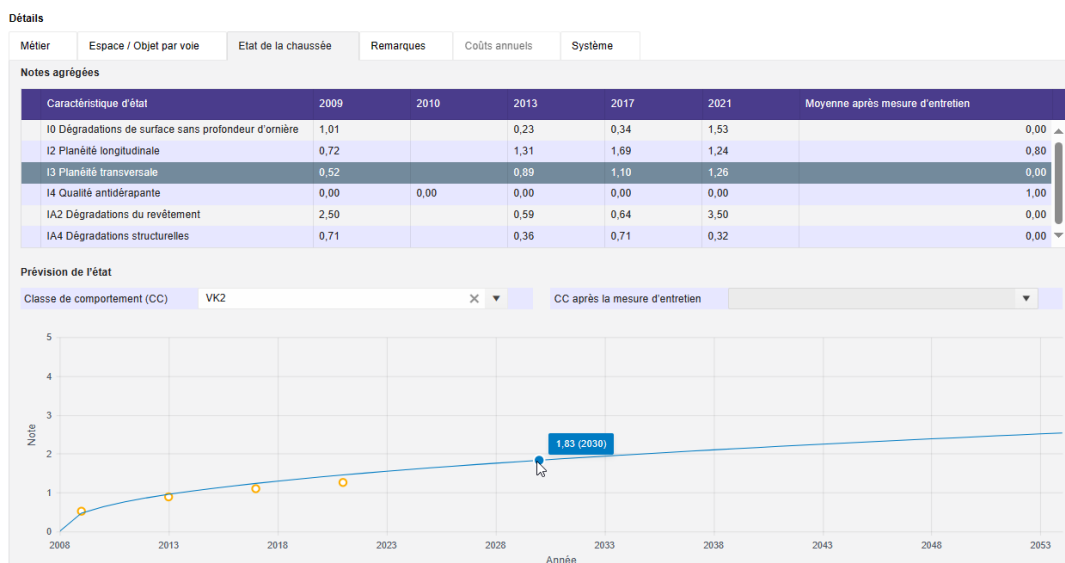 Détails
Métier Espace / Objet par voie Etat de la chaussée Remarques Coûts annuels Système
Notes agrégées
Caractéristique d'état 2009 2010 2013 2017 2021 Moyenne après mesure d'entretien
I0 Dégradations de surface sans profondeur d'ornière 1,01 0,23 0,34 1,53 0,00
I2 Planéité longitudinale 0,72 1,31 1,69 1,24 0,80
I3 Planéité transversale 0,52 0,89 1,10 1,26 0,00
I4 Qualité antidérapante 0,00 0,00 0,00 0,00 0,00 1,00
IA2 Dégradations du revêtement 2,50 0,59 0,64 3,50 0,00
IA4 Dégradations structurelles 0,71 0,36 0,71 0,32 0,00
Prévision de l'état
Classe de comportement (CC) VK2 CC après la mesure d'entretien
5
4
3
2
1
0
Note
1,83 (2030)
2008 2013 2018 2023 2028 2033 2038 2043 2048 2053
Année